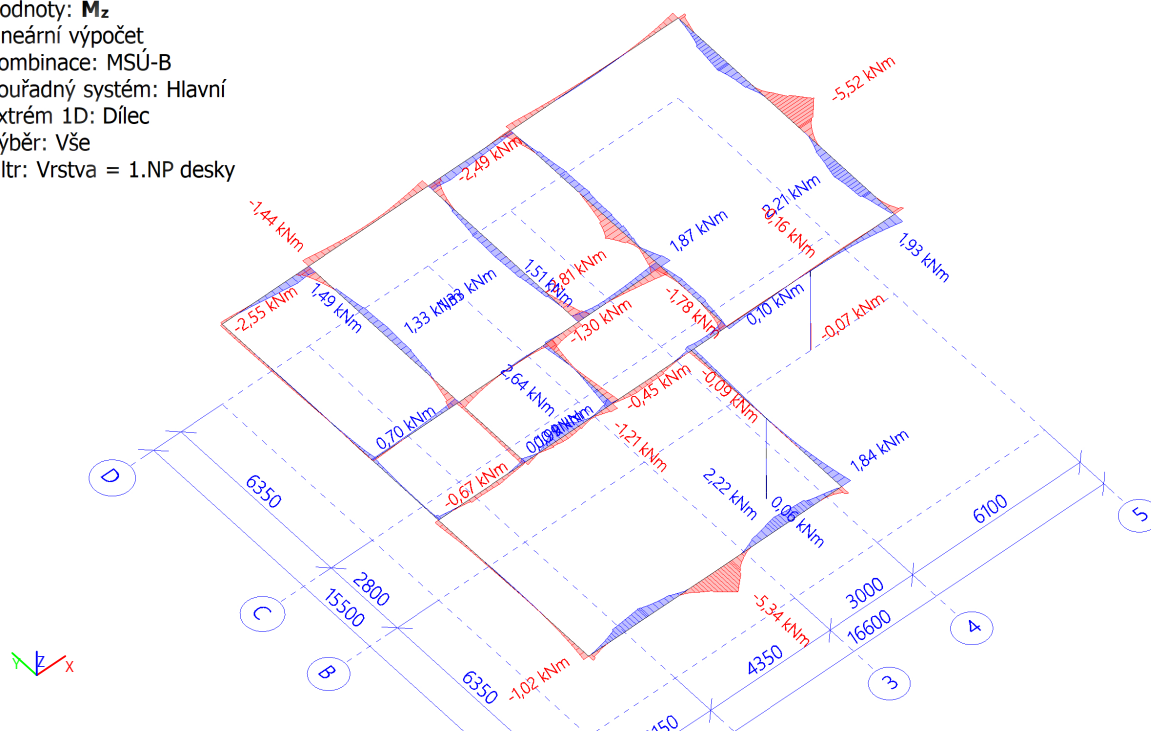 odnoty: Mz
neární výpočet
ombinace: MSÚ-B
ouřadný systém: Hlavní
xtrém 1D: Dílec
ýběr: Vše
ltr: Vrstva = 1.NP desky
-5,52 kNm
-2,49 kNm
-1,44 kNm
2,21 kNm
1,87 kNm
1,93 kNm
1,51 kNm
-2,55 kNm
1,49 kNm
1,33 kNm
-1,78 kNm
0,10 kNm
-1,30 kNm
-0,07 kNm
2,64 kNm
-0,45 kNm
-0,09 kNm
0,70 kNm
-1,21 kNm
1,84 kNm
-0,67 kNm
2,22 kNm
0,06 kNm
-5,34 kNm
-1,02 kNm
D
6350
C
2800
15500
B
6350
6100
5
3000
16600
4
4350
3
150
Y
Z
X